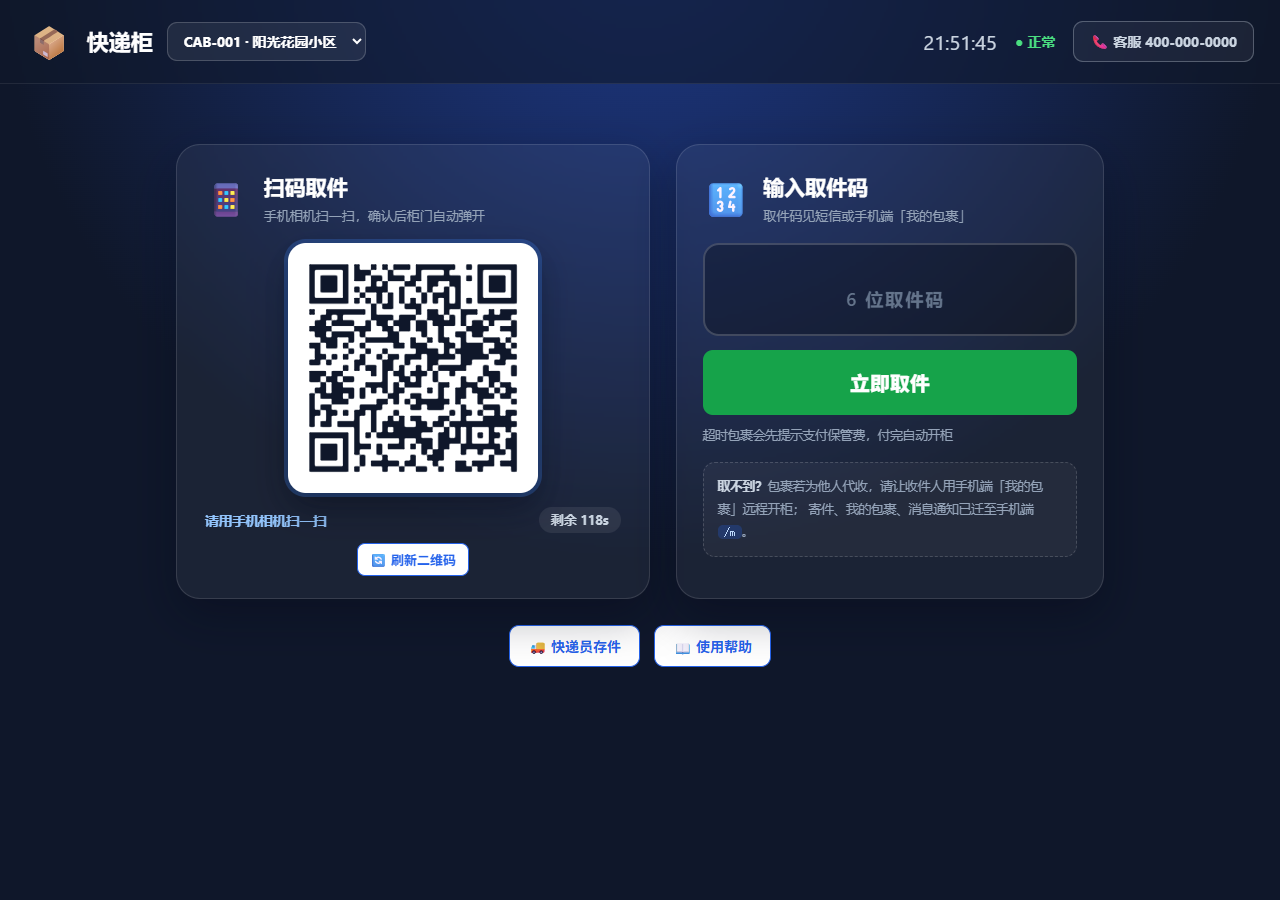 快递柜
CAB-001 · 阳光花园小区
21:51:45
● 正常
📞 客服 400-000-0000
扫码取件
手机相机扫一扫，确认后柜门自动弹开
请用手机相机扫一扫
剩余 118s
🔄 刷新二维码
1 2
3 4
输入取件码
取件码见短信或手机端「我的包裹」
6 位取件码
立即取件
超时包裹会先提示支付保管费，付完自动开柜
取不到？包裹若为他人代收，请让收件人用手机端「我的包
裹」远程开柜； 寄件、我的包裹、消息通知已迁至手机端
/m 。
🚚 快递员存件
📖 使用帮助